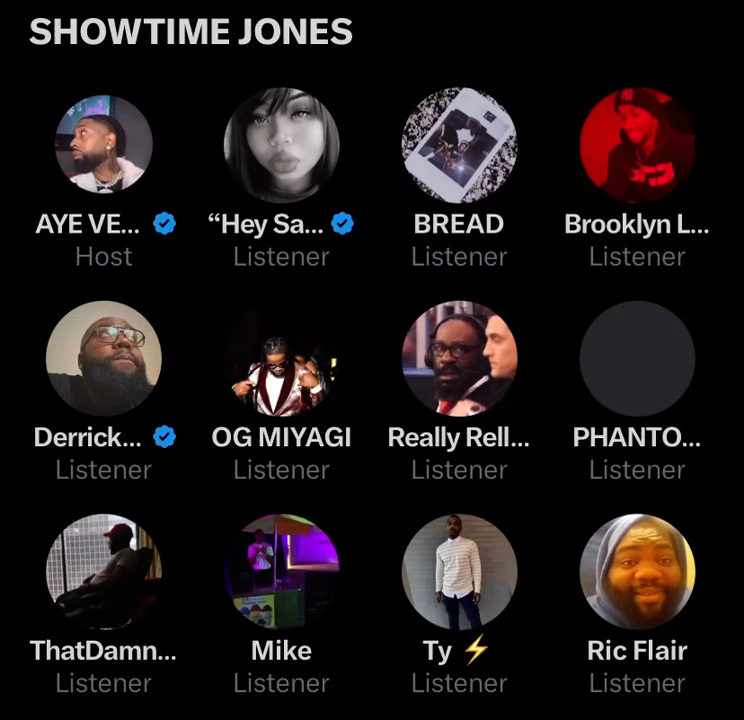 SHOWTIME JONES
AYE VE... “Hey Sa... BREAD Brooklyn L...
Host Listener Listener Listener
Derrick... OG MIYAGI Really Rell... PHANTO...
Listener Listener Listener Listener
ThatDamn... Mike Ty ⚡ Ric Flair
Listener Listener Listener Listener